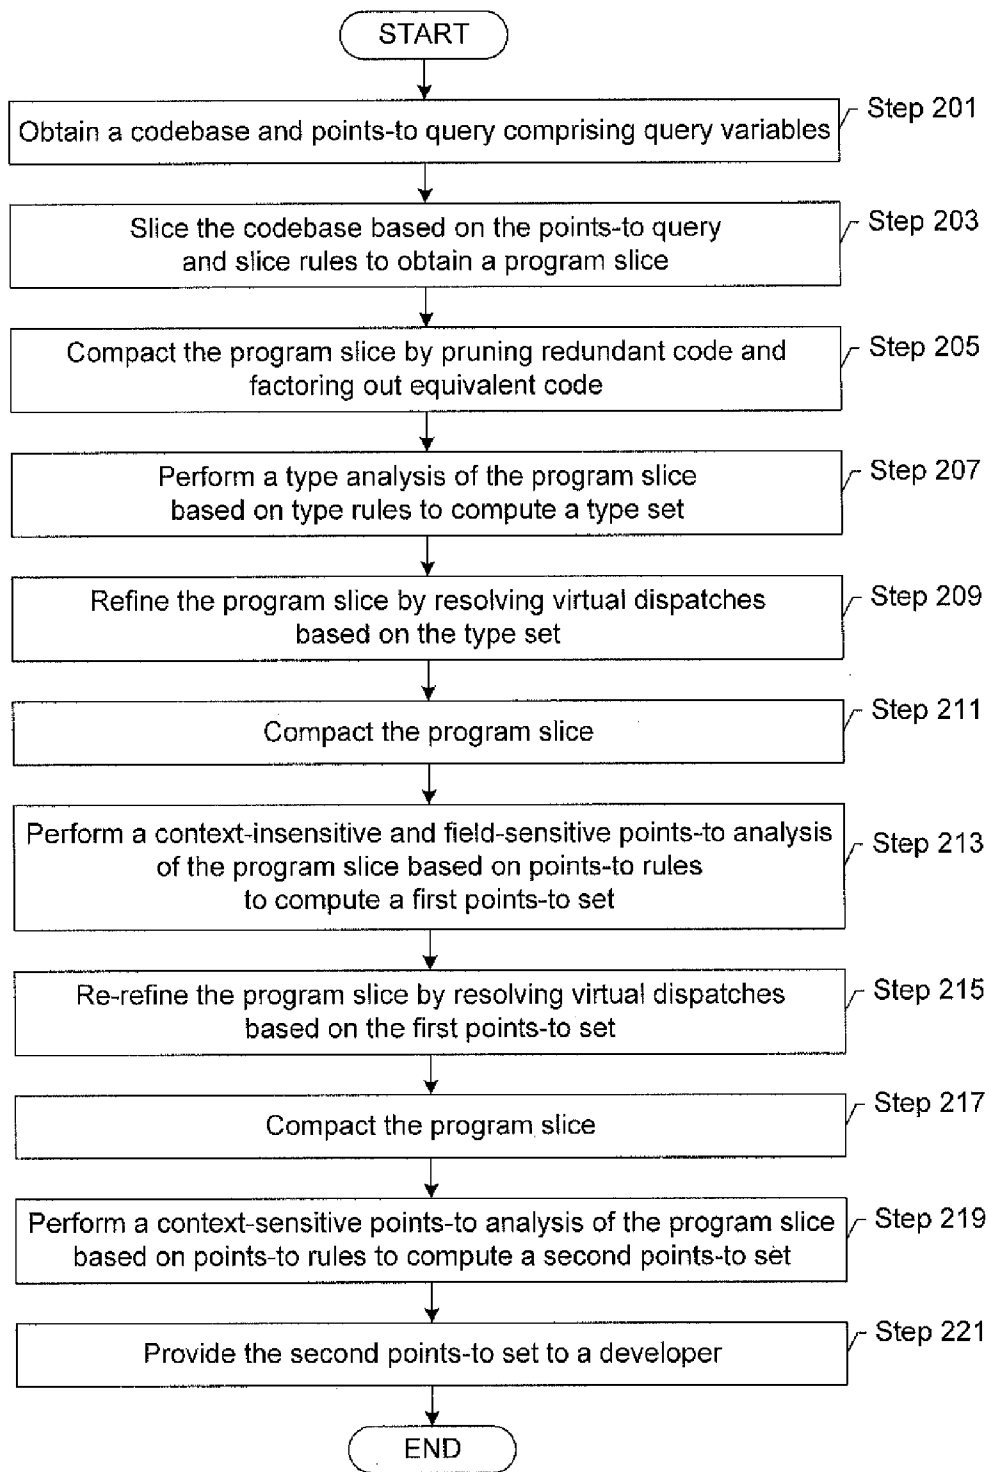 START
Obtain a codebase and points-to query comprising query variables
Step 201
Slice the codebase based on the points-to query
and slice rules to obtain a program slice
Step 203
Compact the program slice by pruning redundant code and
factoring out equivalent code
Step 205
Perform a type analysis of the program slice
based on type rules to compute a type set
Step 207
Refine the program slice by resolving virtual dispatches
based on the type set
Step 209
Compact the program slice
Step 211
Perform a context-insensitive and field-sensitive points-to analysis
of the program slice based on points-to rules
to compute a first points-to set
Step 213
Re-refine the program slice by resolving virtual dispatches
based on the first points-to set
Step 215
Compact the program slice
Step 217
Perform a context-sensitive points-to analysis of the program slice
based on points-to rules to compute a second points-to set
Step 219
Provide the second points-to set to a developer
Step 221
END